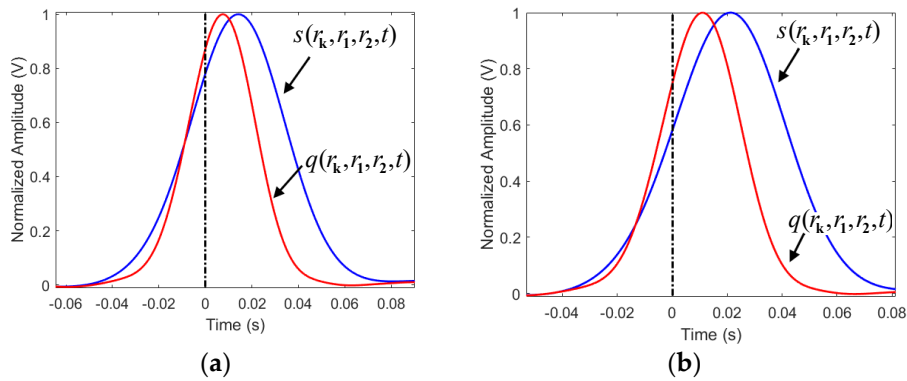 1
0.8
0.6
0.4
0.2
0
Normalized Amplitude (V)
-0.06 -0.04 -0.02 0 0.02 0.04 0.06 0.08
Time (s)
s(rk,r1,r2,t)
q(rk,r1,r2,t)
(a)
1
0.8
0.6
0.4
0.2
0
Normalized Amplitude (V)
-0.04 -0.02 0 0.02 0.04 0.06 0.08
Time (s)
s(rk,r1,r2,t)
q(rk,r1,r2,t)
(b)